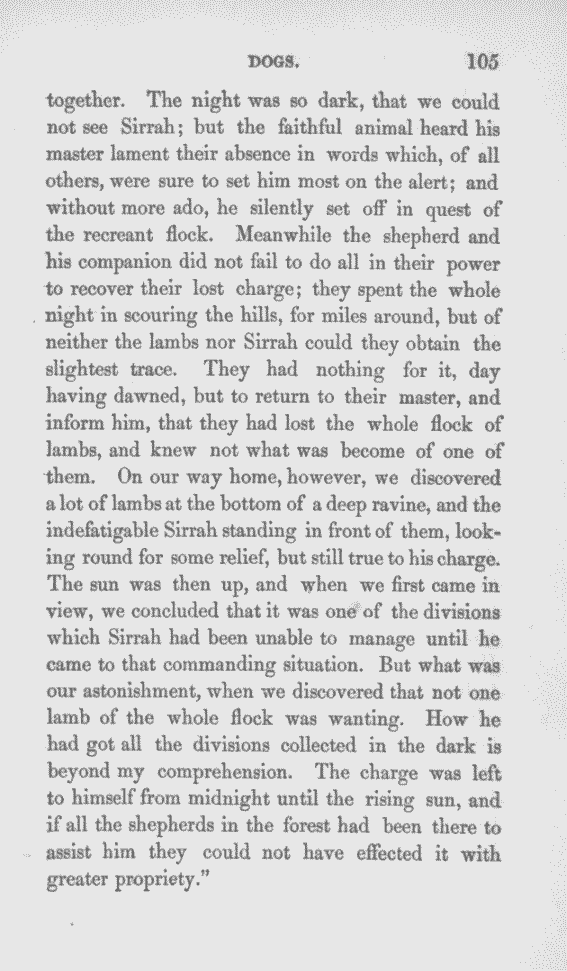 DOGS. 105
together. The night was so dark, that we could
not see Sirrah; but the faithful animal heard his
master lament their absence in words which, of all
others, were sure to set him most on the alert; and
without more ado, he silently set off in quest of
the recreant flock. Meanwhile the shepherd and
his companion did not fail to do all in their power
to recover their lost charge; they spent the whole
night in scouring the hills, for miles around, but of
neither the lambs nor Sirrah could they obtain the
slightest trace. They had nothing for it, day
having dawned, but to return to their master, and
inform him, that they had lost the whole flock of
lambs, and knew not what was become of one of
them. On our way home, however, we discovered
a lot of lambs at the bottom of a deep ravine, and the
indefatigable Sirrah standing in front of them, look-
ing round for some relief, but still true to his charge.
The sun was then up, and when we first came in
view, we concluded that it was one of the divisions
which Sirrah had been unable to manage until he
came to that commanding situation. But what was
our astonishment, when we discovered that not one
lamb of the whole flock was wanting. How he
had got all the divisions collected in the dark is
beyond my comprehension. The charge was left
to himself from midnight until the rising sun, and
if all the shepherds in the forest had been there to
assist him they could not have effected it with
greater propriety."